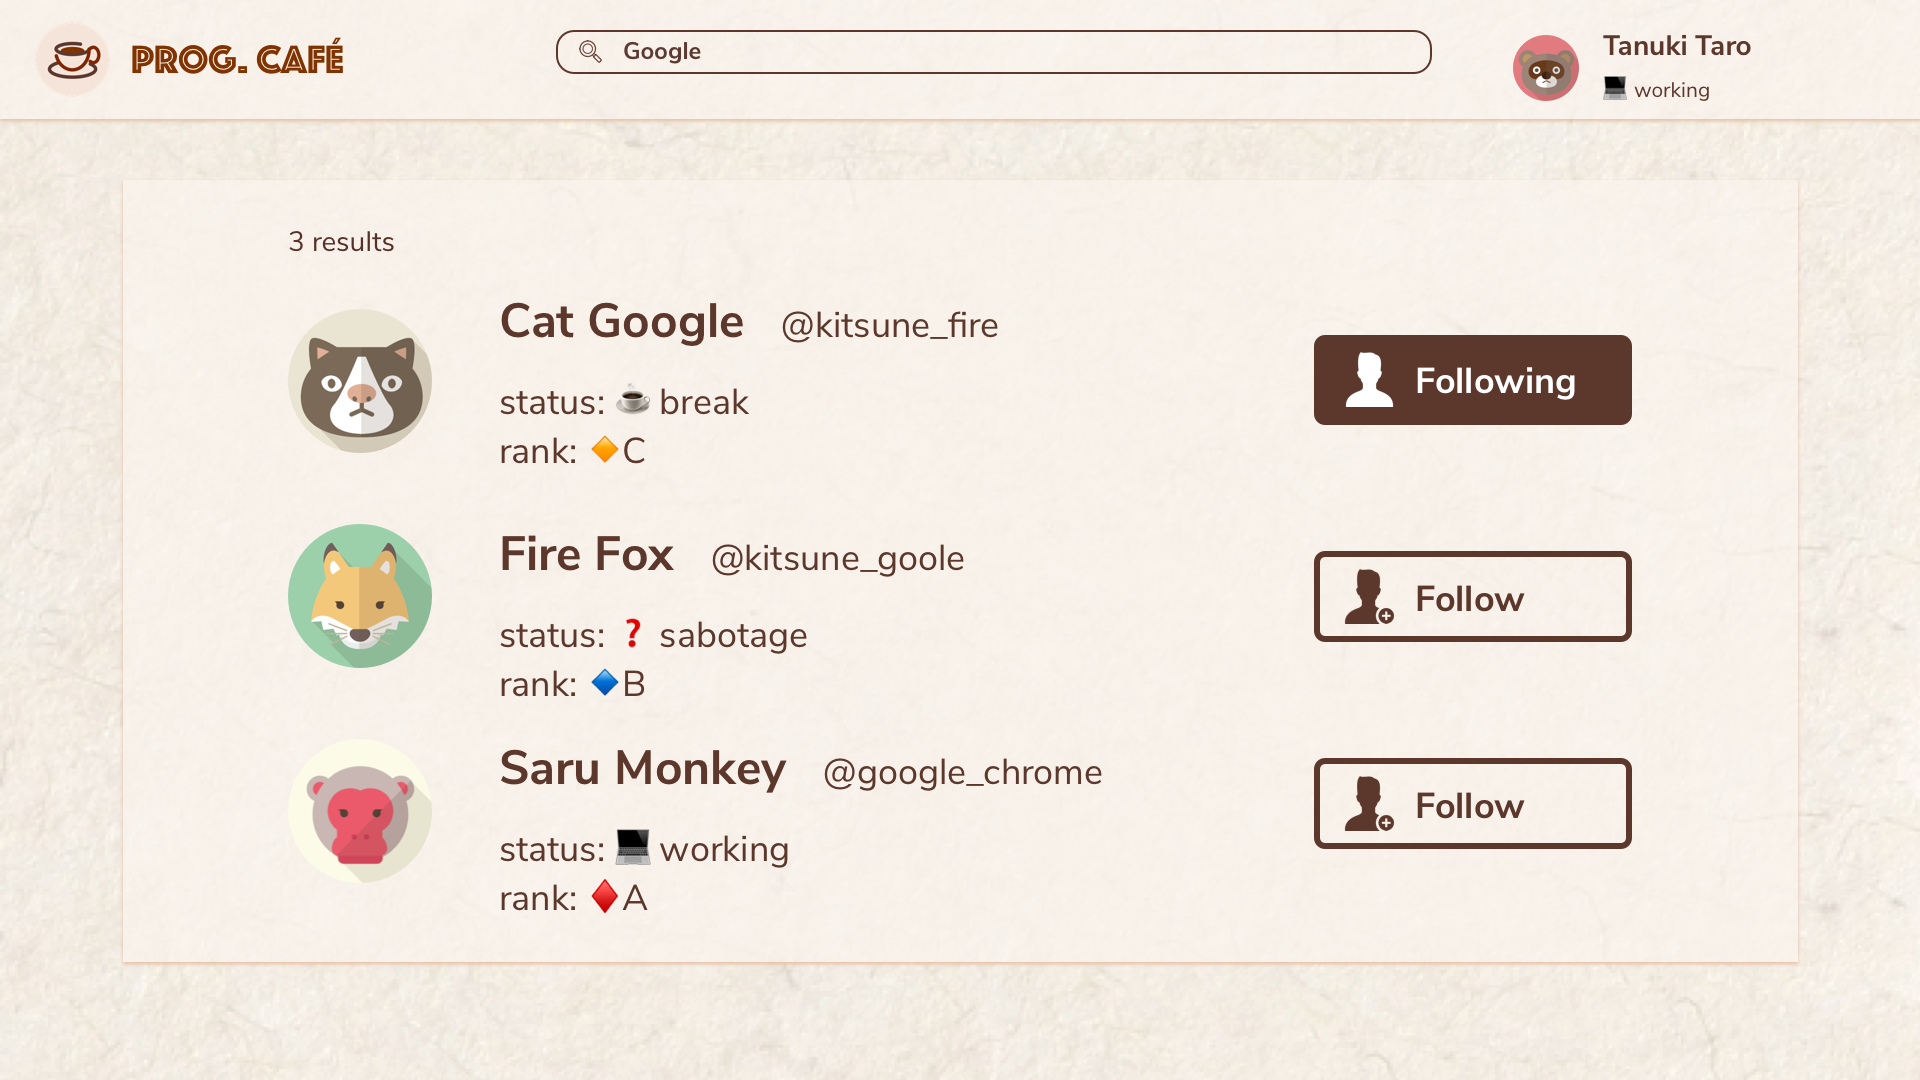 PROG. CAFÉ
Google
Tanuki Taro
working
3 results
Cat Google @kitsune_fire
status: ☕ break
rank: 🔶C
Following
Fire Fox @kitsune_goole
status: ❓ sabotage
rank: 🔷B
Follow
Saru Monkey @google_chrome
status: 💻 working
rank: ♦A
Follow